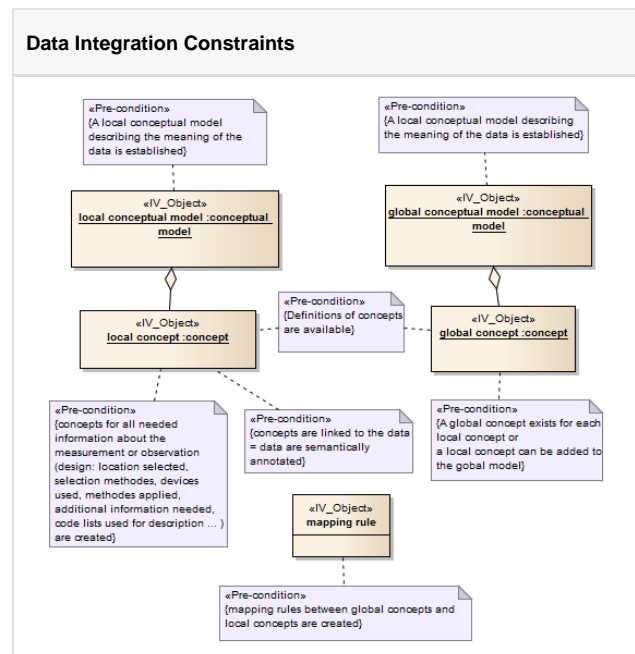 Data Integration Constraints
«Pre-condition»
{A local conceptual model
describing the meaning of the
data is established}
«Pre-condition»
{A local conceptual model describing
the meaning of the data is established}
«IV_Object»
local conceptual model :conceptual
model
«IV_Object»
global conceptual model :conceptual
model
«Pre-condition»
{Definitions of concepts
are available}
«IV_Object»
local concept :concept
«IV_Object»
global concept :concept
«Pre-condition»
{concepts for all needed
information about the
measurement or observation
(design: location selected,
selection methodes, devices
used, methodes applied,
additional information needed,
code lists used for description ... )
are created}
«Pre-condition»
{concepts are linked to the data
= data are semantically
annotated}
«Pre-condition»
{A global concept exists for each
local concept or
a local concept can be added to
the gobal model}
«IV_Object»
mapping rule
«Pre-condition»
{mapping rules between global concepts and
local concepts are created}